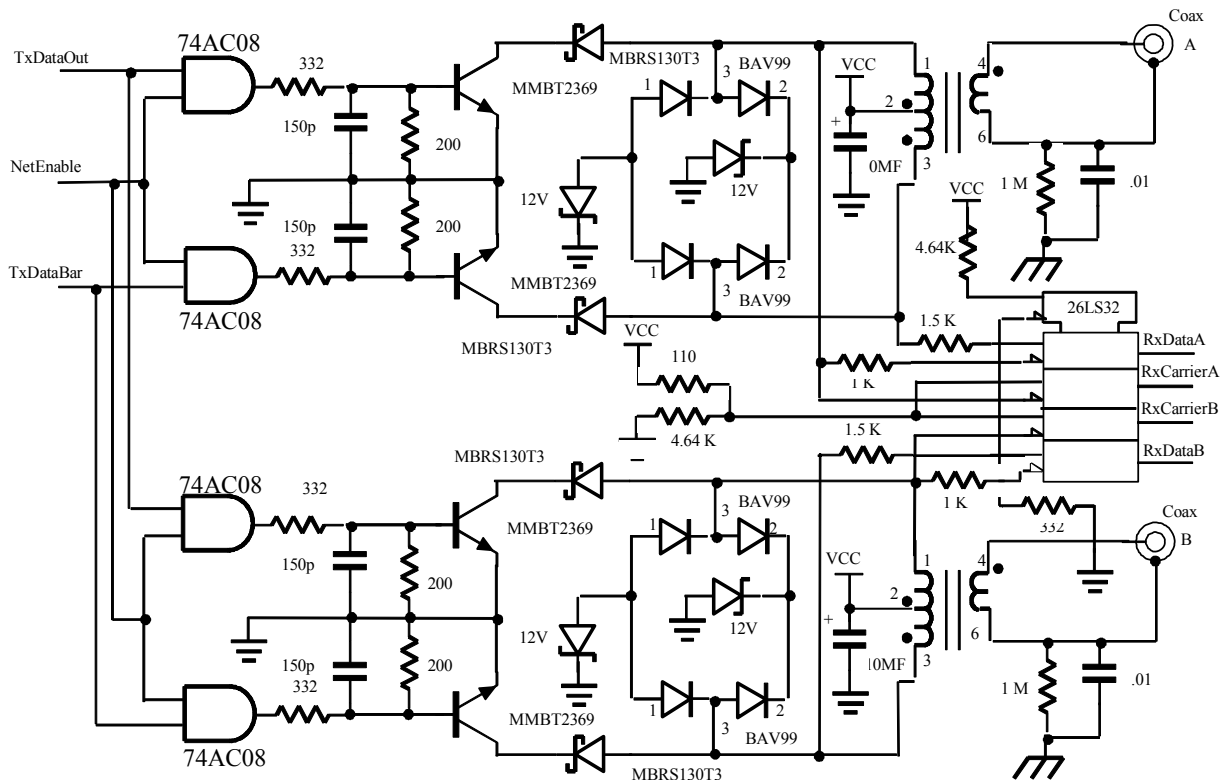 Coax
A
74AC08
TxDataOut
332
MBRS130T3
MMBT2369
BAV99
VCC
1
2
3
1
2
3
4
6
150p
200
NetEnable
+
0MF
12V
12V
1 M
.01
VCC
150p
200
332
4.64K
TxDataBar
1
2
3
MMBT2369
BAV99
74AC08
26LS32
MBRS130T3
VCC
1.5 K
RxDataA
110
1 K
RxCarrierA
RxCarrierB
4.64 K
1.5 K
RxDataB
MBRS130T3
74AC08
332
BAV99
1 K
MMBT2369
332
Coax
B
1
2
3
VCC
1
2
3
4
6
150p
200
+
12V
12V
10MF
150p
200
332
1 M
.01
1
2
3
MMBT2369
BAV99
74AC08
MBRS130T3